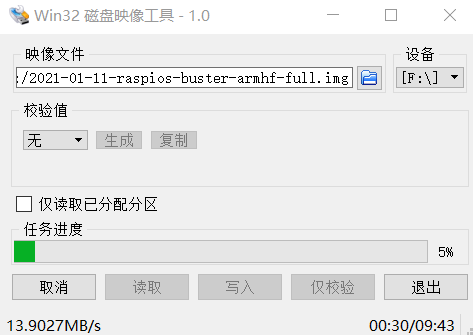 Win32 磁盘映像工具 - 1.0
映像文件
设备
:/2021-01-11-raspios-buster-armhf-full.img
[F:\]
校验值
无
生成
复制
仅读取已分配分区
任务进度
5%
取消
读取
写入
仅校验
退出
13.9027MB/s
00:30/09:43